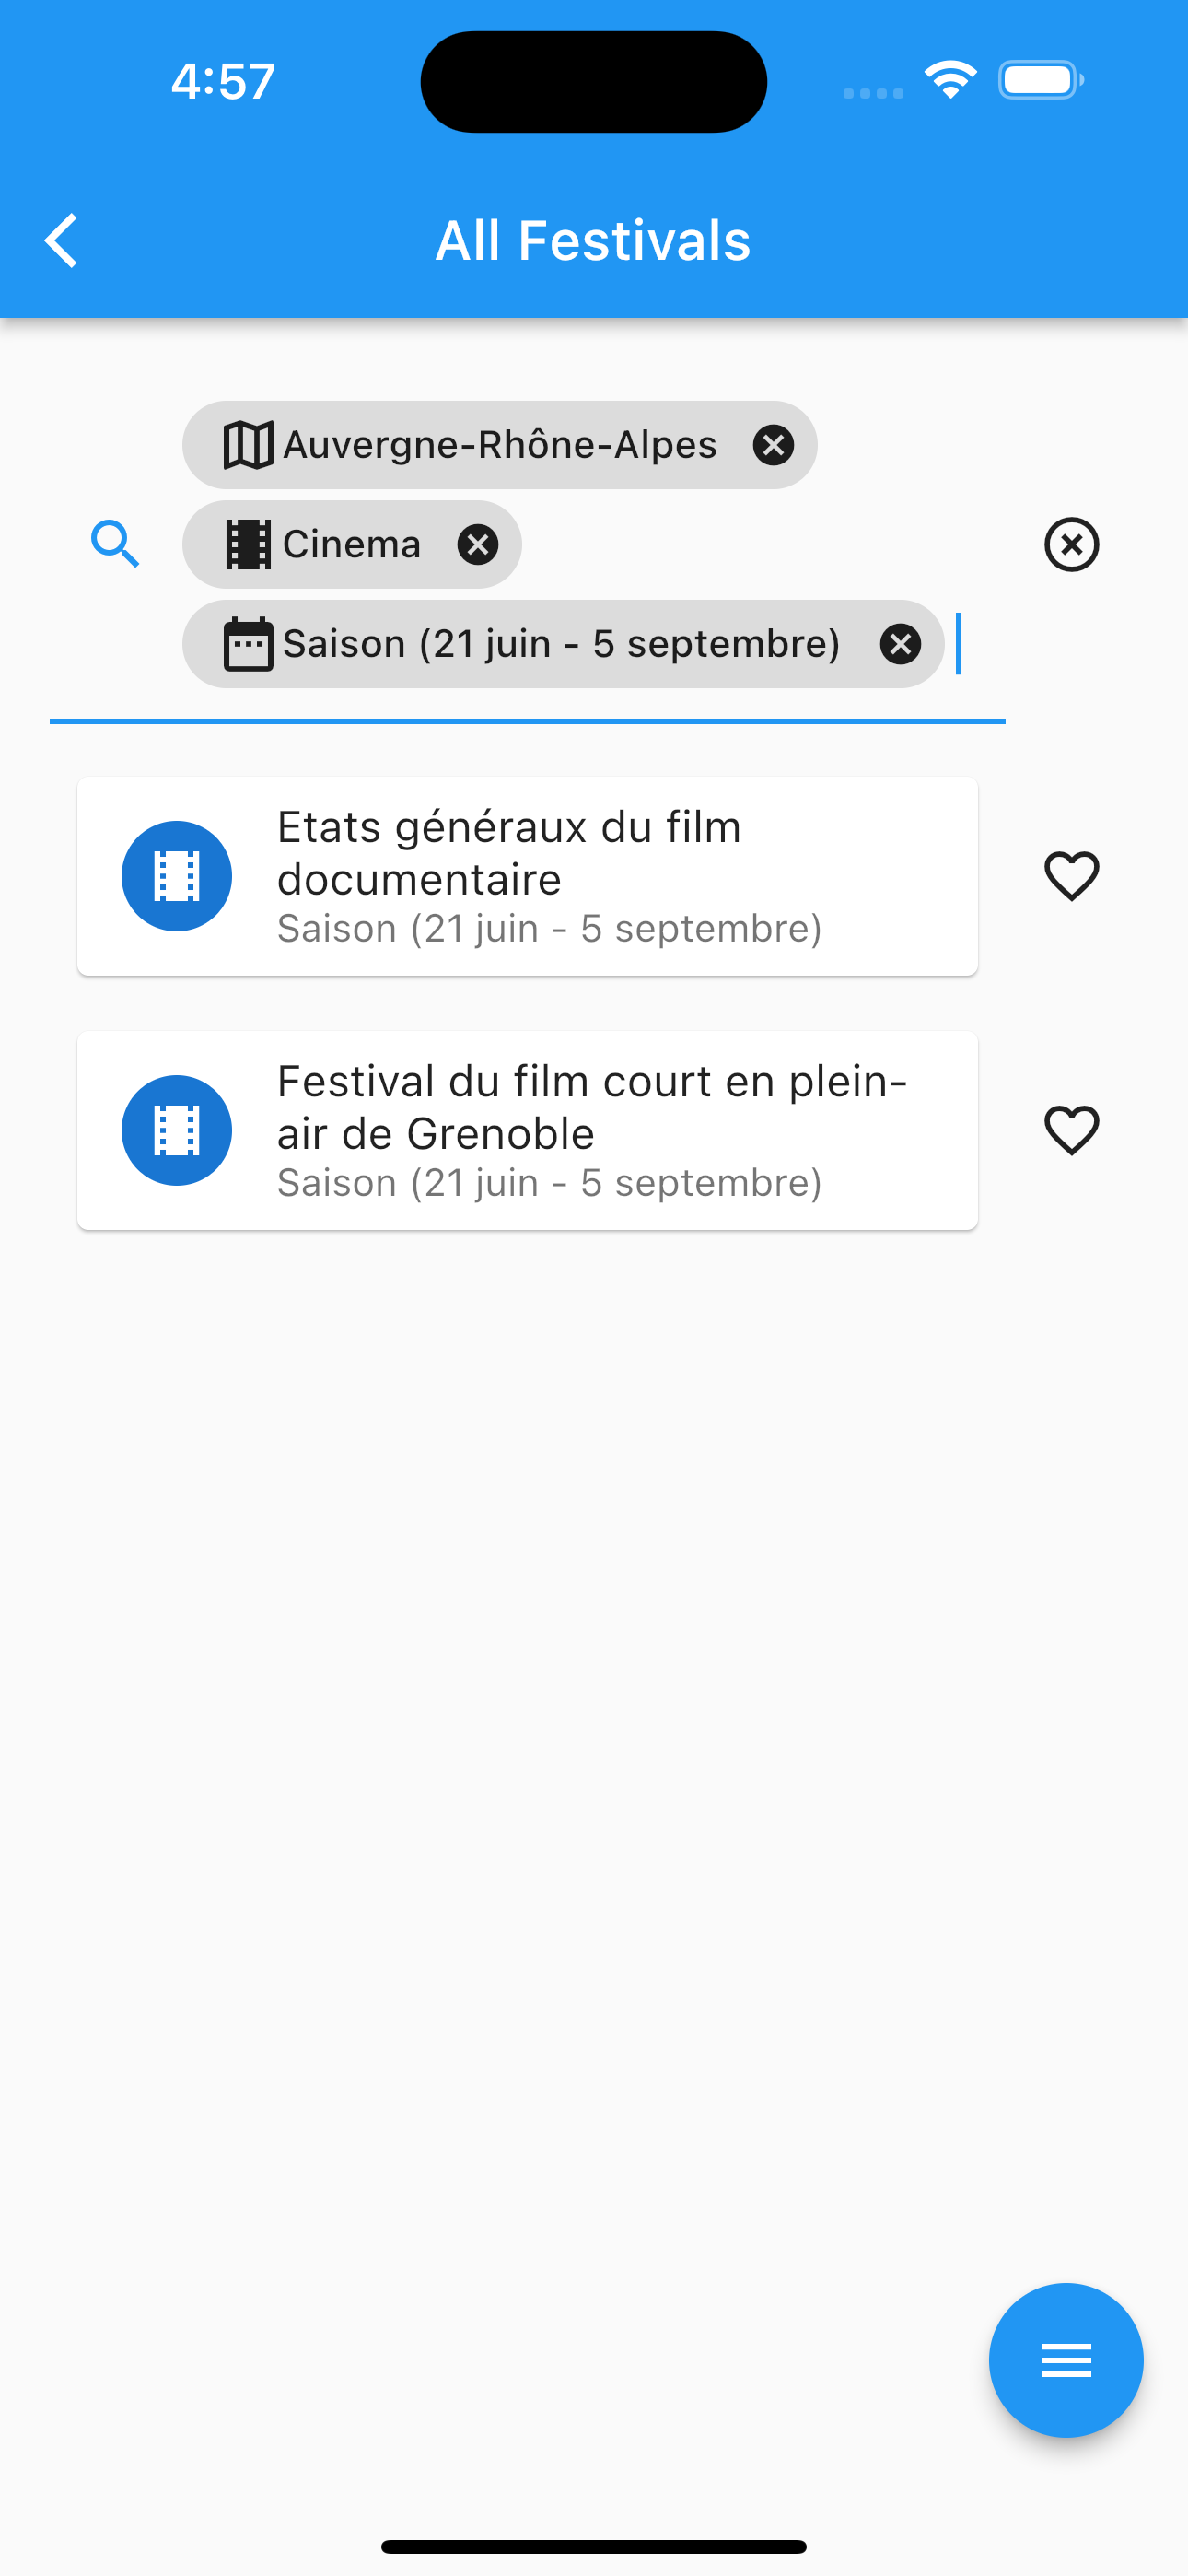 4:57
All Festivals
Auvergne-Rhône-Alpes
Cinema
Saison (21 juin - 5 septembre)
Etats généraux du film
documentaire
Saison (21 juin - 5 septembre)
Festival du film court en plein-
air de Grenoble
Saison (21 juin - 5 septembre)